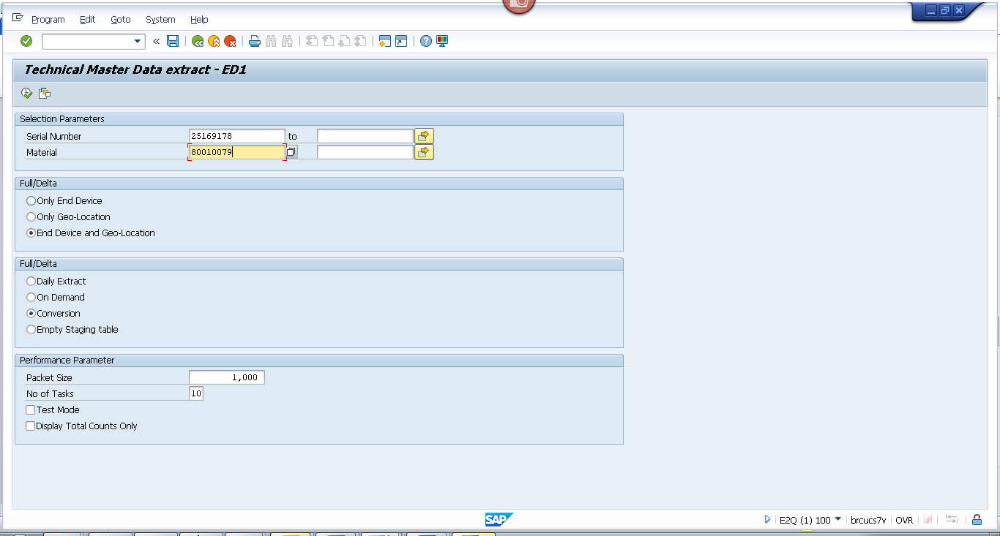 Program Edit Goto System Help
Technical Master Data extract - ED1
Selection Parameters
Serial Number 25169178 to
Material 80010079
Full/Delta
Only End Device
Only Geo-Location
End Device and Geo-Location
Full/Delta
Daily Extract
On Demand
Conversion
Empty Staging table
Performance Parameter
Packet Size 1,000
No of Tasks 10
Test Mode
Display Total Counts Only
SAP E2Q (1) 100 brcucs7v OVR